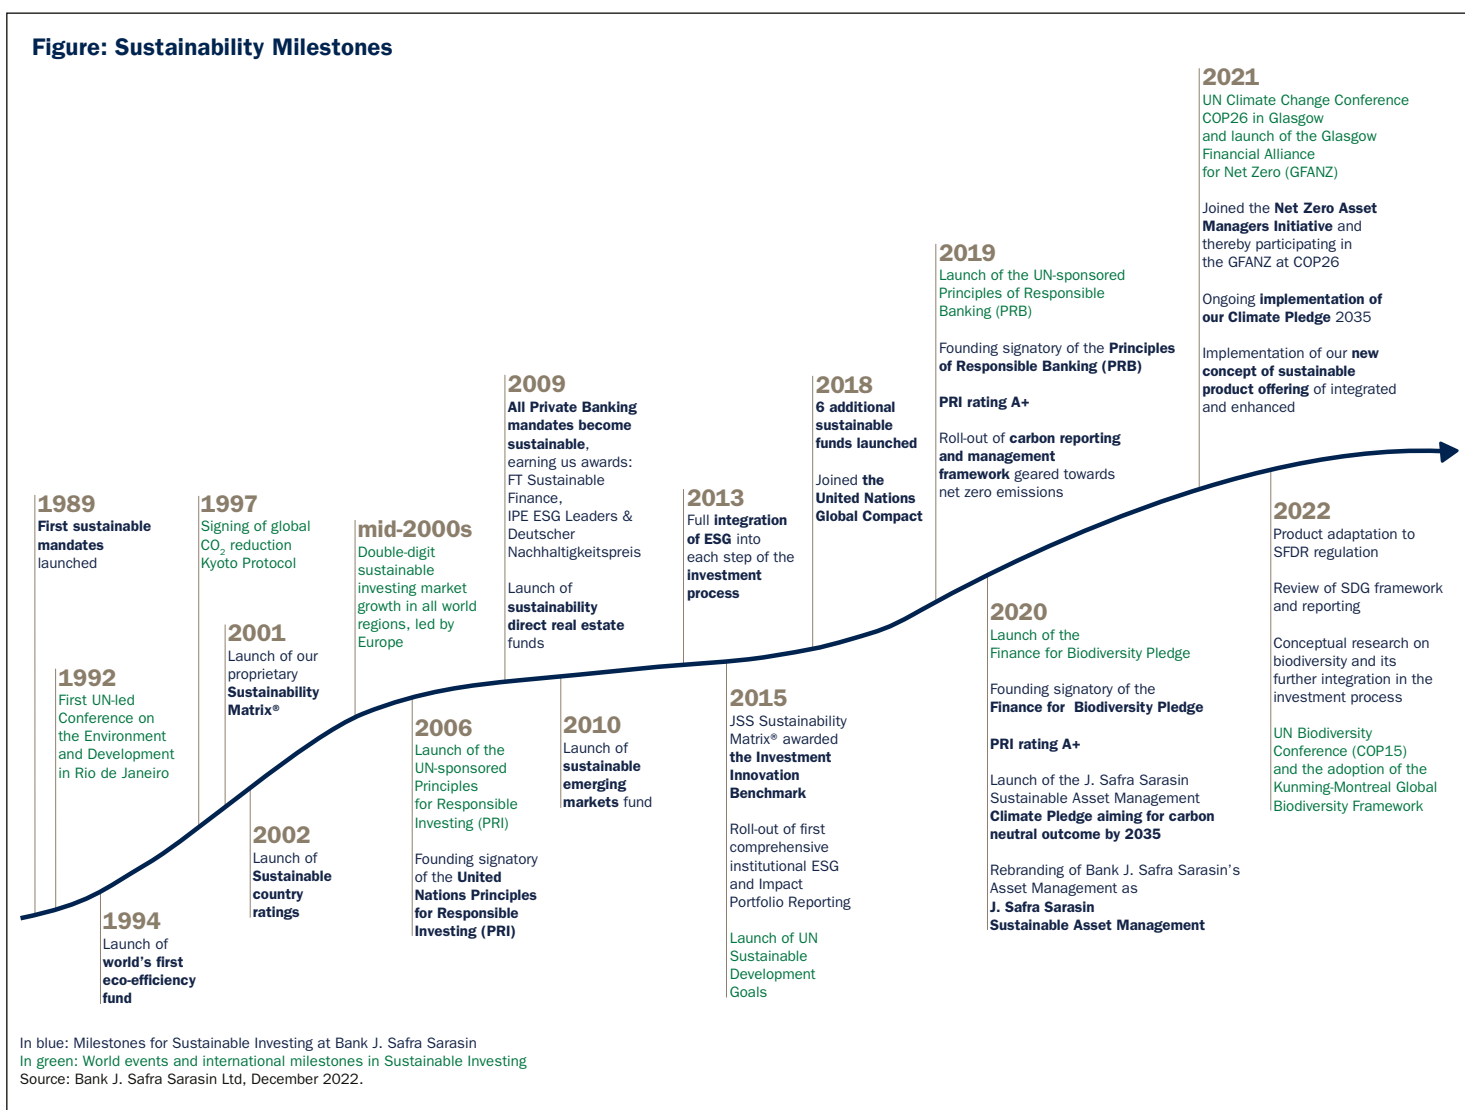 Figure: Sustainability Milestones
1989
First sustainable
mandates
launched
1992
First UN-led
Conference on
the Environment
and Development
in Rio de Janeiro
1994
Launch of
world’s first
eco-efficiency
fund
1997
Signing of global
CO2 reduction
Kyoto Protocol
2001
Launch of our
proprietary
Sustainability
Matrix®
2002
Launch of
Sustainable
country
ratings
mid-2000s
Double-digit
sustainable
investing market
growth in all world
regions, led by
Europe
2006
Launch of the
UN-sponsored
Principles
for Responsible
Investing (PRI)
Founding signatory
of the United
Nations Principles
for Responsible
Investing (PRI)
2009
All Private Banking
mandates become
sustainable,
earning us awards:
FT Sustainable
Finance,
IPE ESG Leaders &
Deutscher
Nachhaltigkeitspreis
Launch of
sustainability
direct real estate
funds
2010
Launch of
sustainable
emerging
markets fund
2013
Full integration
of ESG into
each step of the
investment
process
2015
JSS Sustainability
Matrix® awarded
the Investment
Innovation
Benchmark
Roll-out of first
comprehensive
institutional ESG
and Impact
Portfolio Reporting
Launch of UN
Sustainable
Development
Goals
2018
6 additional
sustainable
funds launched
Joined the
United Nations
Global Compact
2019
Launch of the UN-sponsored
Principles of Responsible
Banking (PRB)
Founding signatory of the Principles
of Responsible Banking (PRB)
PRI rating A+
Roll-out of carbon reporting
and management
framework geared towards
net zero emissions
2020
Launch of the
Finance for Biodiversity Pledge
Founding signatory of the
Finance for Biodiversity Pledge
PRI rating A+
Launch of the J. Safra Sarasin
Sustainable Asset Management
Climate Pledge aiming for carbon
neutral outcome by 2035
Rebranding of Bank J. Safra Sarasin’s
Asset Management as
J. Safra Sarasin
Sustainable Asset Management
2021
UN Climate Change Conference
COP26 in Glasgow
and launch of the Glasgow
Financial Alliance
for Net Zero (GFANZ)
Joined the Net Zero Asset
Managers Initiative and
thereby participating in
the GFANZ at COP26
Ongoing implementation of
our Climate Pledge 2035
Implementation of our new
concept of sustainable
product offering of integrated
and enhanced
2022
Product adaptation to
SFDR regulation
Review of SDG framework
and reporting
Conceptual research on
biodiversity and its
further integration in the
investment process
UN Biodiversity
Conference (COP15)
and the adoption of the
Kunming-Montreal Global
Biodiversity Framework
In blue: Milestones for Sustainable Investing at Bank J. Safra Sarasin
In green: World events and international milestones in Sustainable Investing
Source: Bank J. Safra Sarasin Ltd, December 2022.